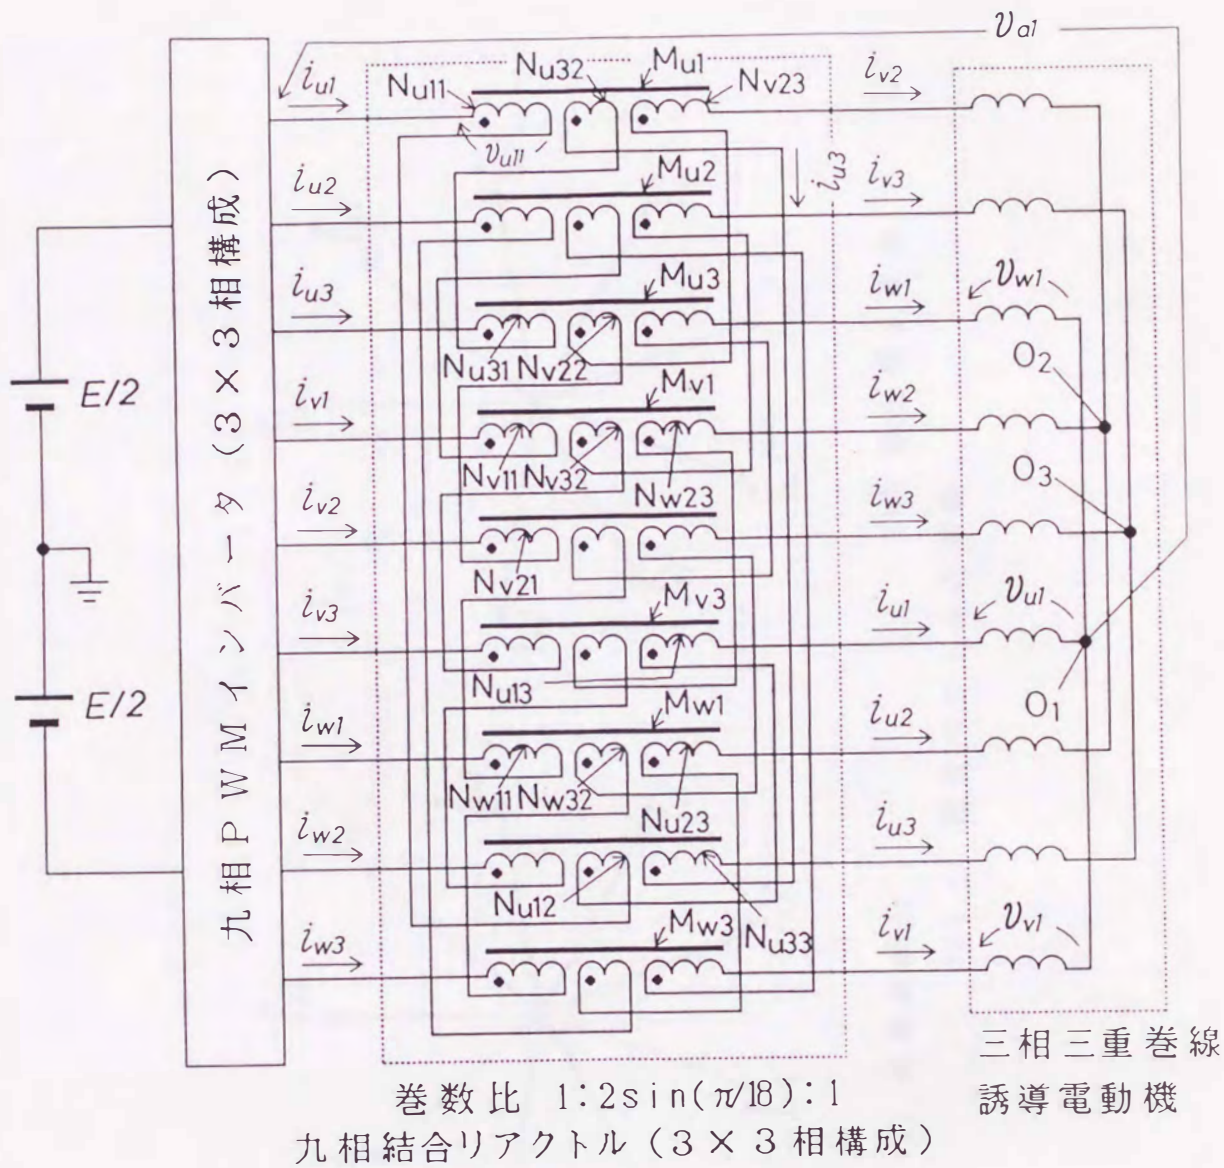 v_a1
i_u1
N_u11
N_u32
M_u1
N_v23
i_v2
v_u11
i_u2
M_u2
i_u3
i_v3
i_u3
M_u3
i_w1
v_w1
N_u31 N_v22
O_2
E/2
i_v1
M_v1
i_w2
N_v11 N_v32
N_w23
O_3
i_v2
i_w3
N_v21
i_v3
M_v3
i_u1
v_u1
N_u13
E/2
O_1
i_w1
M_w1
i_u2
N_w11 N_w32
N_u23
i_w2
i_u3
N_u12
N_u33
i_w3
M_w3
i_v1
v_v1
九相PWMインバータ(3×3相構成)
三相三重巻線
誘導電動機
巻数比 1:2sin(π/18):1
九相結合リアクトル(3×3相構成)